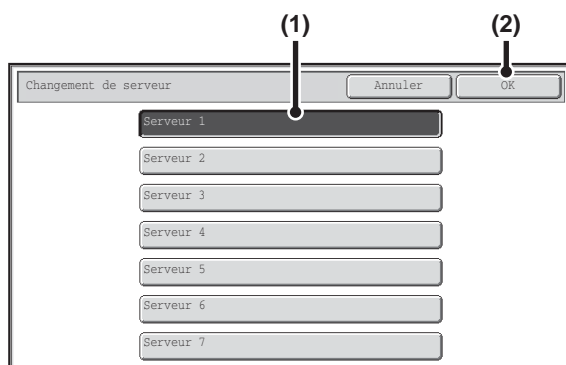 (1) (2)
Changement de serveur Annuler OK
Serveur 1
Serveur 2
Serveur 3
Serveur 4
Serveur 5
Serveur 6
Serveur 7